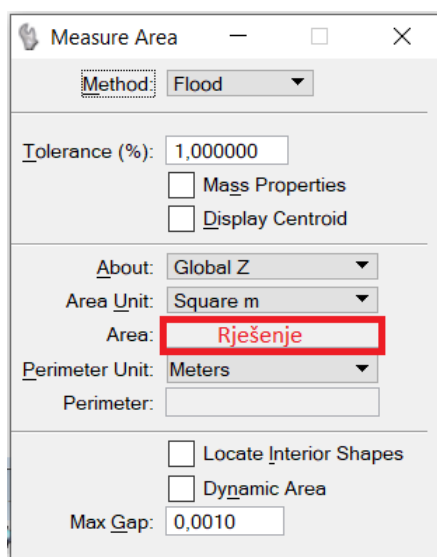 Measure Area
Method: Flood
Tolerance (%): 1,000000
Mass Properties
Display Centroid
About: Global Z
Area Unit: Square m
Area: Rješenje
Perimeter Unit: Meters
Perimeter:
Locate Interior Shapes
Dynamic Area
Max Gap: 0,0010